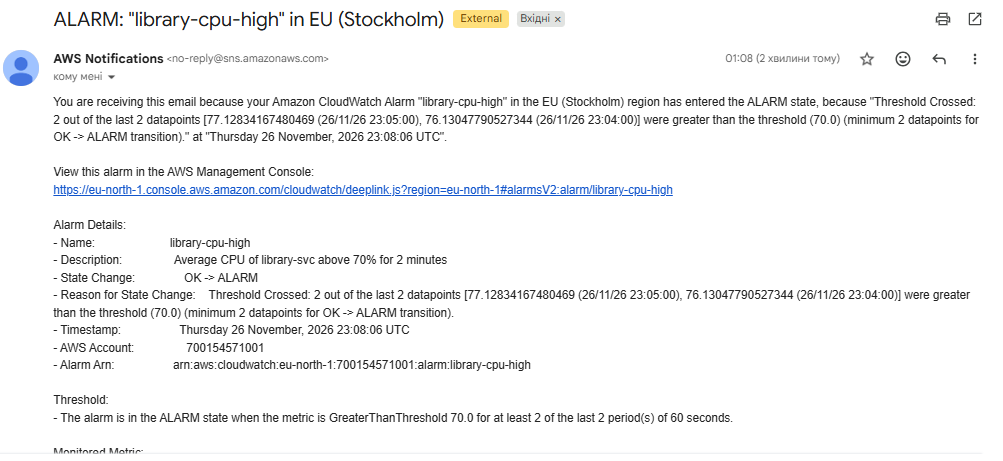 ALARM: "library-cpu-high" in EU (Stockholm) External Вхідні ×
AWS Notifications <no-reply@sns.amazonaws.com> 01:08 (2 хвилини тому)
кому мені
You are receiving this email because your Amazon CloudWatch Alarm "library-cpu-high" in the EU (Stockholm) region has entered the ALARM state, because "Threshold Crossed:
2 out of the last 2 datapoints [77.12834167480469 (26/11/26 23:05:00), 76.13047790527344 (26/11/26 23:04:00)] were greater than the threshold (70.0) (minimum 2 datapoints for
OK -> ALARM transition)." at "Thursday 26 November, 2026 23:08:06 UTC".
View this alarm in the AWS Management Console:
https://eu-north-1.console.aws.amazon.com/cloudwatch/deeplink.js?region=eu-north-1#alarmsV2:alarm/library-cpu-high
Alarm Details:
- Name: library-cpu-high
- Description: Average CPU of library-svc above 70% for 2 minutes
- State Change: OK -> ALARM
- Reason for State Change: Threshold Crossed: 2 out of the last 2 datapoints [77.12834167480469 (26/11/26 23:05:00), 76.13047790527344 (26/11/26 23:04:00)] were greater
than the threshold (70.0) (minimum 2 datapoints for OK -> ALARM transition).
- Timestamp: Thursday 26 November, 2026 23:08:06 UTC
- AWS Account: 700154571001
- Alarm Arn: arn:aws:cloudwatch:eu-north-1:700154571001:alarm:library-cpu-high
Threshold:
- The alarm is in the ALARM state when the metric is GreaterThanThreshold 70.0 for at least 2 of the last 2 period(s) of 60 seconds.
Monitored Metric: